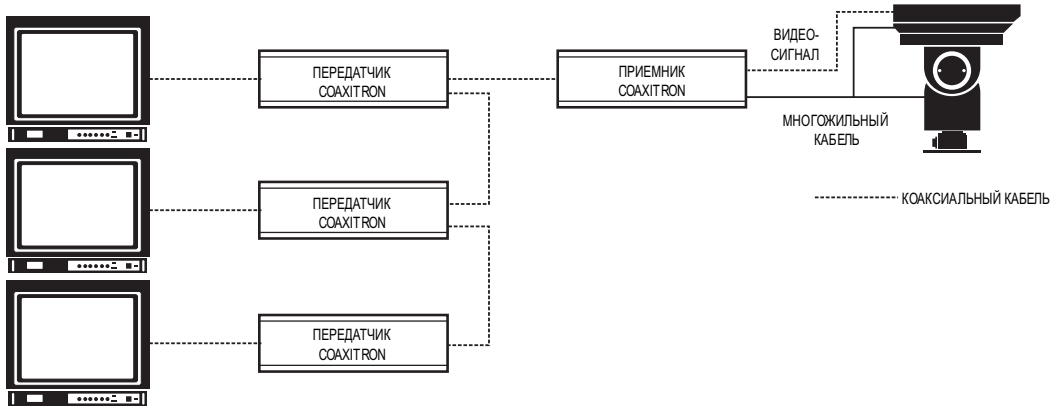 ПЕРЕДАТЧИК
COAXITRON
ПРИЕМНИК
COAXITRON
ВИДЕО-
СИГНАЛ
МНОГОЖИЛЬНЫЙ
КАБЕЛЬ
ПЕРЕДАТЧИК
COAXITRON
КОАКСИАЛЬНЫЙ КАБЕЛЬ
ПЕРЕДАТЧИК
COAXITRON